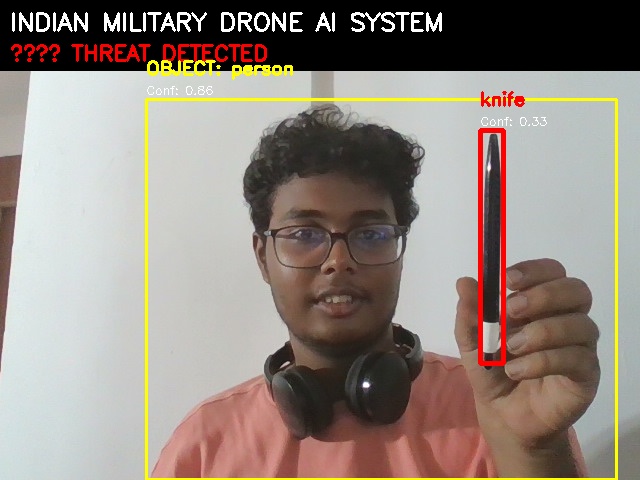 INDIAN MILITARY DRONE AI SYSTEM
???? THREAT DETECTED
OBJECT: person
Conf: 0.86
knife
Conf: 0.33